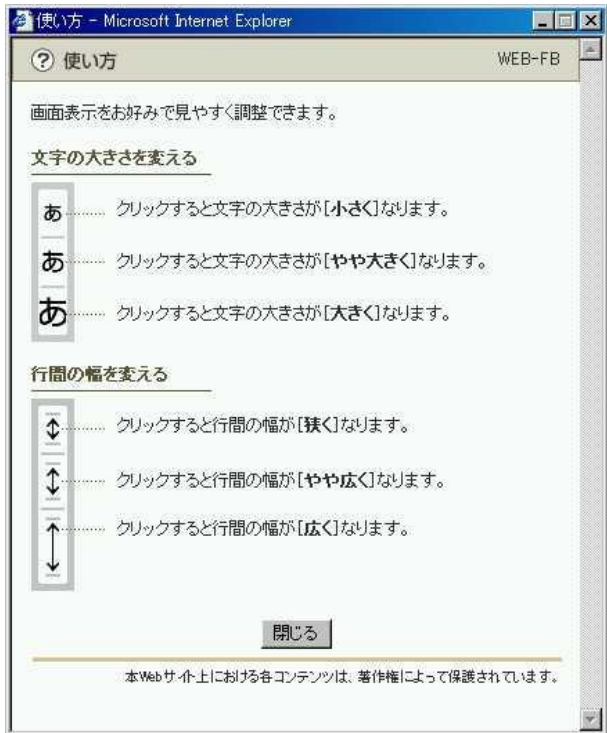 使い方 - Microsoft Internet Explorer
? 使い方 WEB-FB
画面表示をお好みで見やすく調整できます。
文字の大きさを変える
あ クリックすると文字の大きさが[小さく]なります。
あ クリックすると文字の大きさが[やや大きく]なります。
あ クリックすると文字の大きさが[大きく]なります。
行間の幅を変える
クリックすると行間の幅が[狭く]なります。
クリックすると行間の幅が[やや広く]なります。
クリックすると行間の幅が[広く]なります。
閉じる
本Webサイト上における各コンテンツは、著作権によって保護されています。